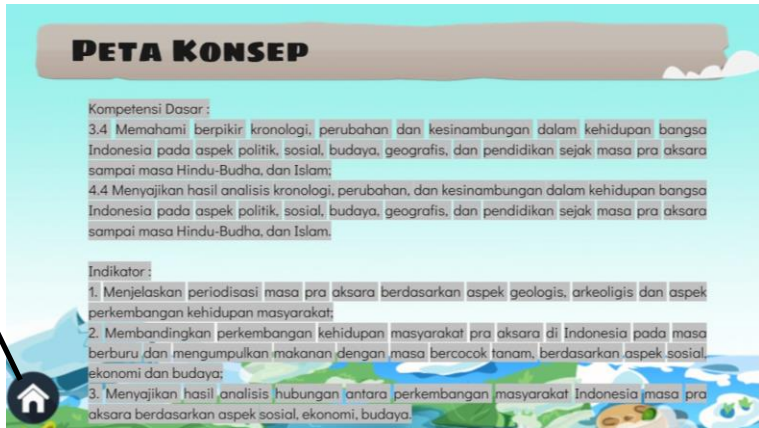 PETA KONSEP
Kompetensi Dasar :
3.4 Memahami berpikir kronologi, perubahan dan kesinambungan dalam kehidupan bangsa
Indonesia pada aspek politik, sosial, budaya, geografis, dan pendidikan sejak masa pra aksara
sampai masa Hindu-Budha, dan Islam;
4.4 Menyajikan hasil analisis kronologi, perubahan, dan kesinambungan dalam kehidupan bangsa
Indonesia pada aspek politik, sosial, budaya, geografis, dan pendidikan sejak masa pra aksara
sampai masa Hindu-Budha, dan Islam.
Indikator :
1. Menjelaskan periodisasi masa pra aksara berdasarkan aspek geologis, arkeoligis dan aspek
perkembangan kehidupan masyarakat;
2. Membandingkan perkembangan kehidupan masyarakat pra aksara di Indonesia pada masa
berburu dan mengumpulkan makanan dengan masa bercocok tanam, berdasarkan aspek sosial,
ekonomi dan budaya;
3. Menyajikan hasil analisis hubungan antara perkembangan masyarakat Indonesia masa pra
aksara berdasarkan aspek sosial, ekonomi, budaya.